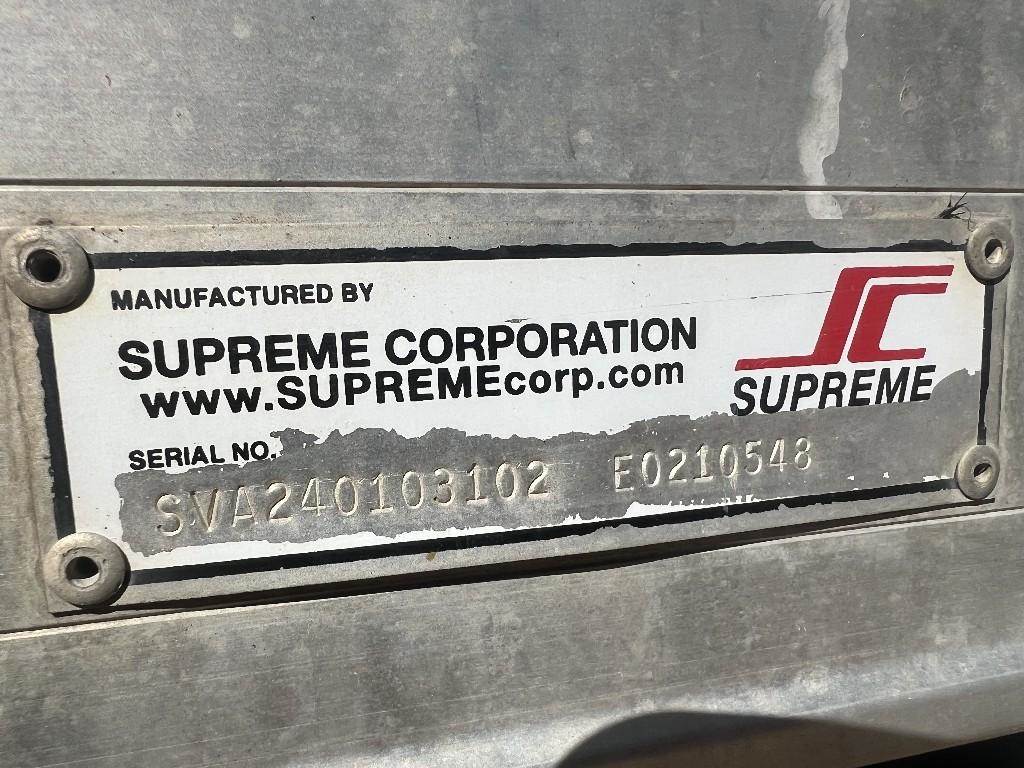 MANUFACTURED BY
SUPREME CORPORATION
www.SUPREMEcorp.com
SC
SUPREME
SERIAL NO.
SVA240103102 E0210548